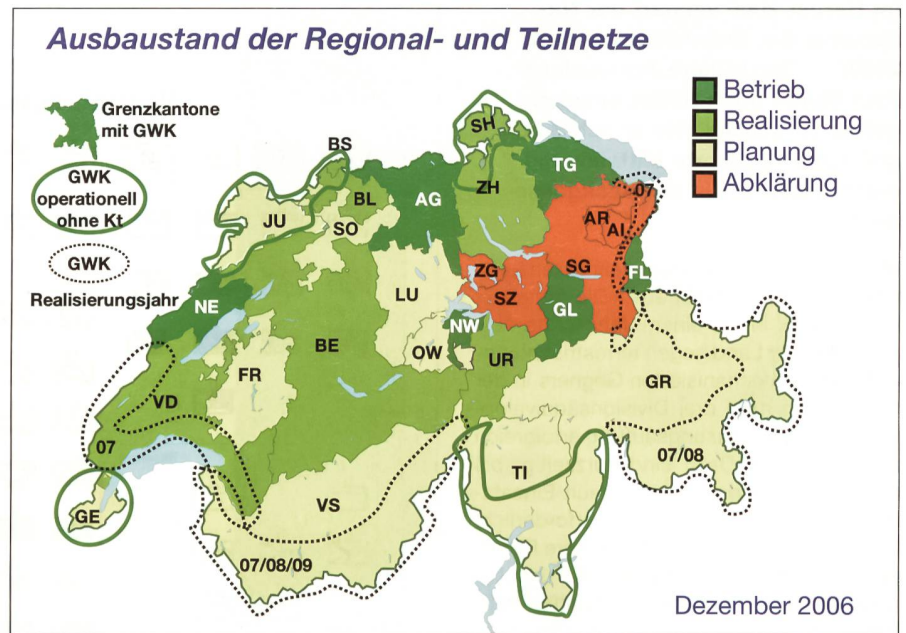 Ausbaustand der Regional- und Teilnetze
Grenzkantone
mit GWK
GWK
operationell
ohne Kt
GWK
Realisierungsjahr
Betrieb
Realisierung
Planung
Abklärung
SH
BS
TG
BL
AG
ZH
07
JU
SO
AR
AI
ZG
SG
FL
NE
LU
SZ
GL
NW
BE
OW
UR
FR
GR
VD
07
07/08
TI
VS
GE
07/08/09
Dezember 2006